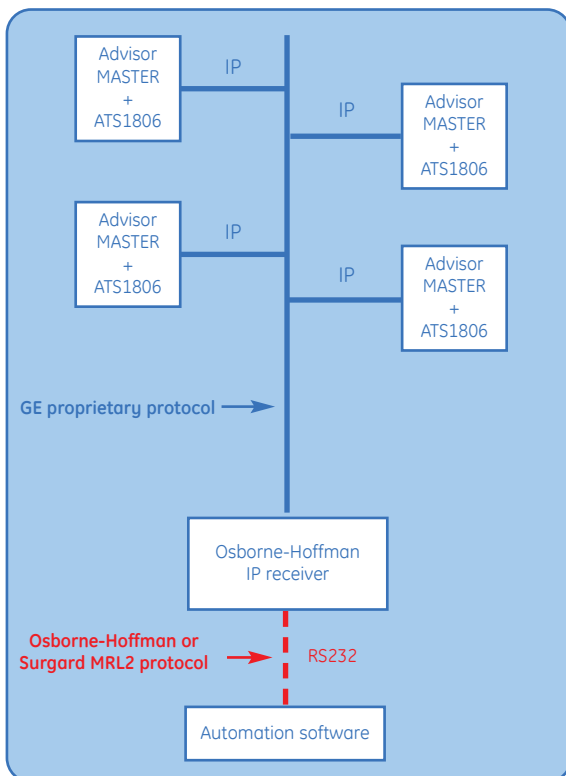 Advisor
MASTER
+
ATS1806
IP
IP
Advisor
MASTER
+
ATS1806
Advisor
MASTER
+
ATS1806
IP
IP
Advisor
MASTER
+
ATS1806
GE proprietary protocol
Osborne-Hoffman
IP receiver
Osborne-Hoffman or
Surgard MRL2 protocol
RS232
Automation software